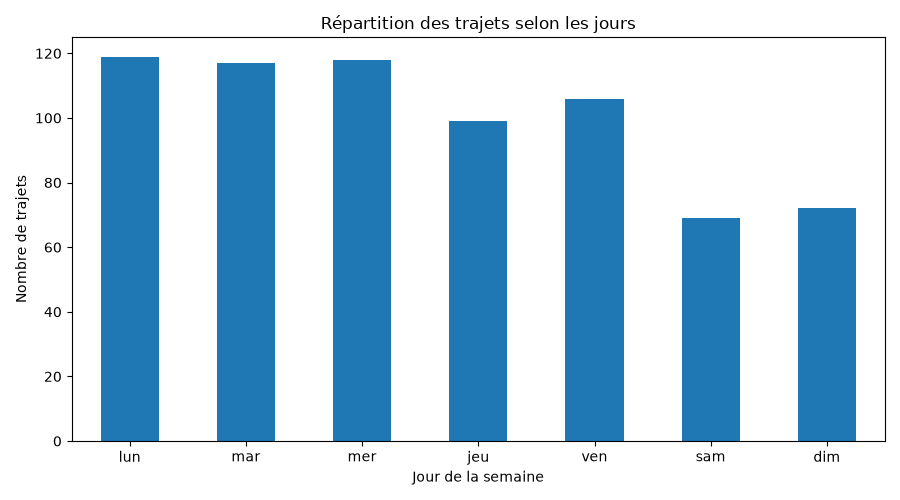 Répartition des trajets selon les jours
Nombre de trajets
120
100
80
60
40
20
0
lun mar mer jeu ven sam dim
Jour de la semaine